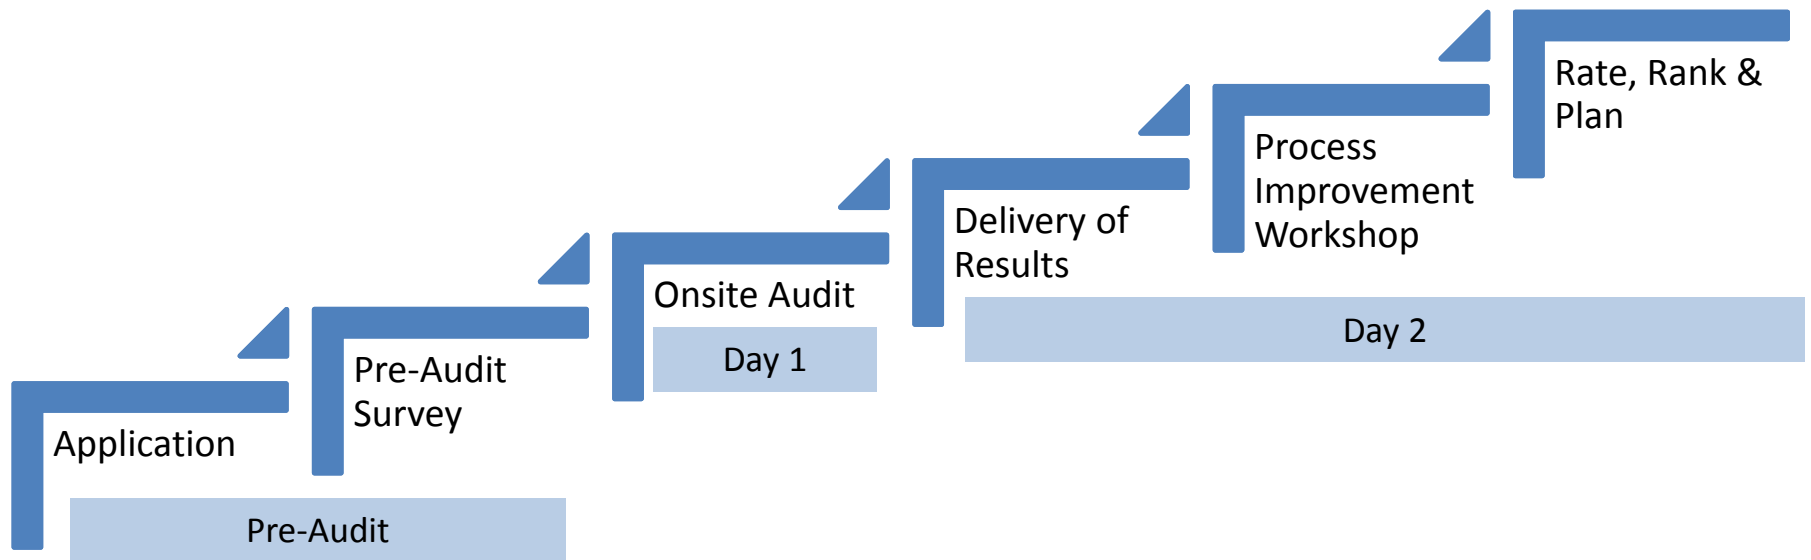 Application
Pre-Audit
Survey
Pre-Audit
Onsite Audit
Day 1
Delivery of
Results
Process
Improvement
Workshop
Rate, Rank &
Plan
Day 2